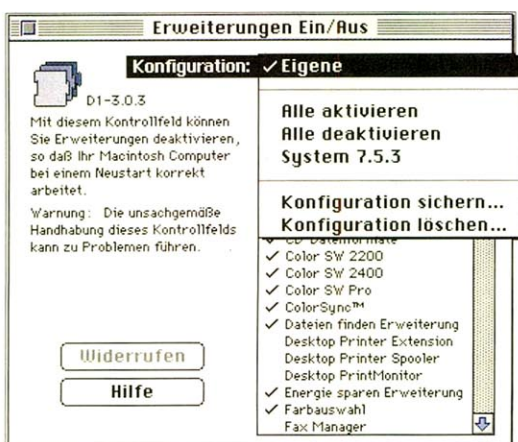 Erweiterungen Ein/Aus
Konfiguration: ✓ Eigene
Alle aktivieren
Alle deaktivieren
System 7.5.3
Konfiguration sichern...
Konfiguration löschen...
D1-3.0.3
Mit diesem Kontrollfeld können
Sie Erweiterungen deaktivieren,
so daß Ihr Macintosh Computer
bei einem Neustart korrekt
arbeitet.
Warnung: Die unsachgemäße
Handhabung dieses Kontrollfelds
kann zu Problemen führen.
CD Dateiformate
✓ Color SW 2200
✓ Color SW 2400
✓ Color SW Pro
✓ ColorSync™
✓ Dateien finden Erweiterung
Desktop Printer Extension
Desktop Printer Spooler
Desktop PrintMonitor
✓ Energie sparen Erweiterung
✓ Farbauswahl
Fax Manager
Widerrufen
Hilfe